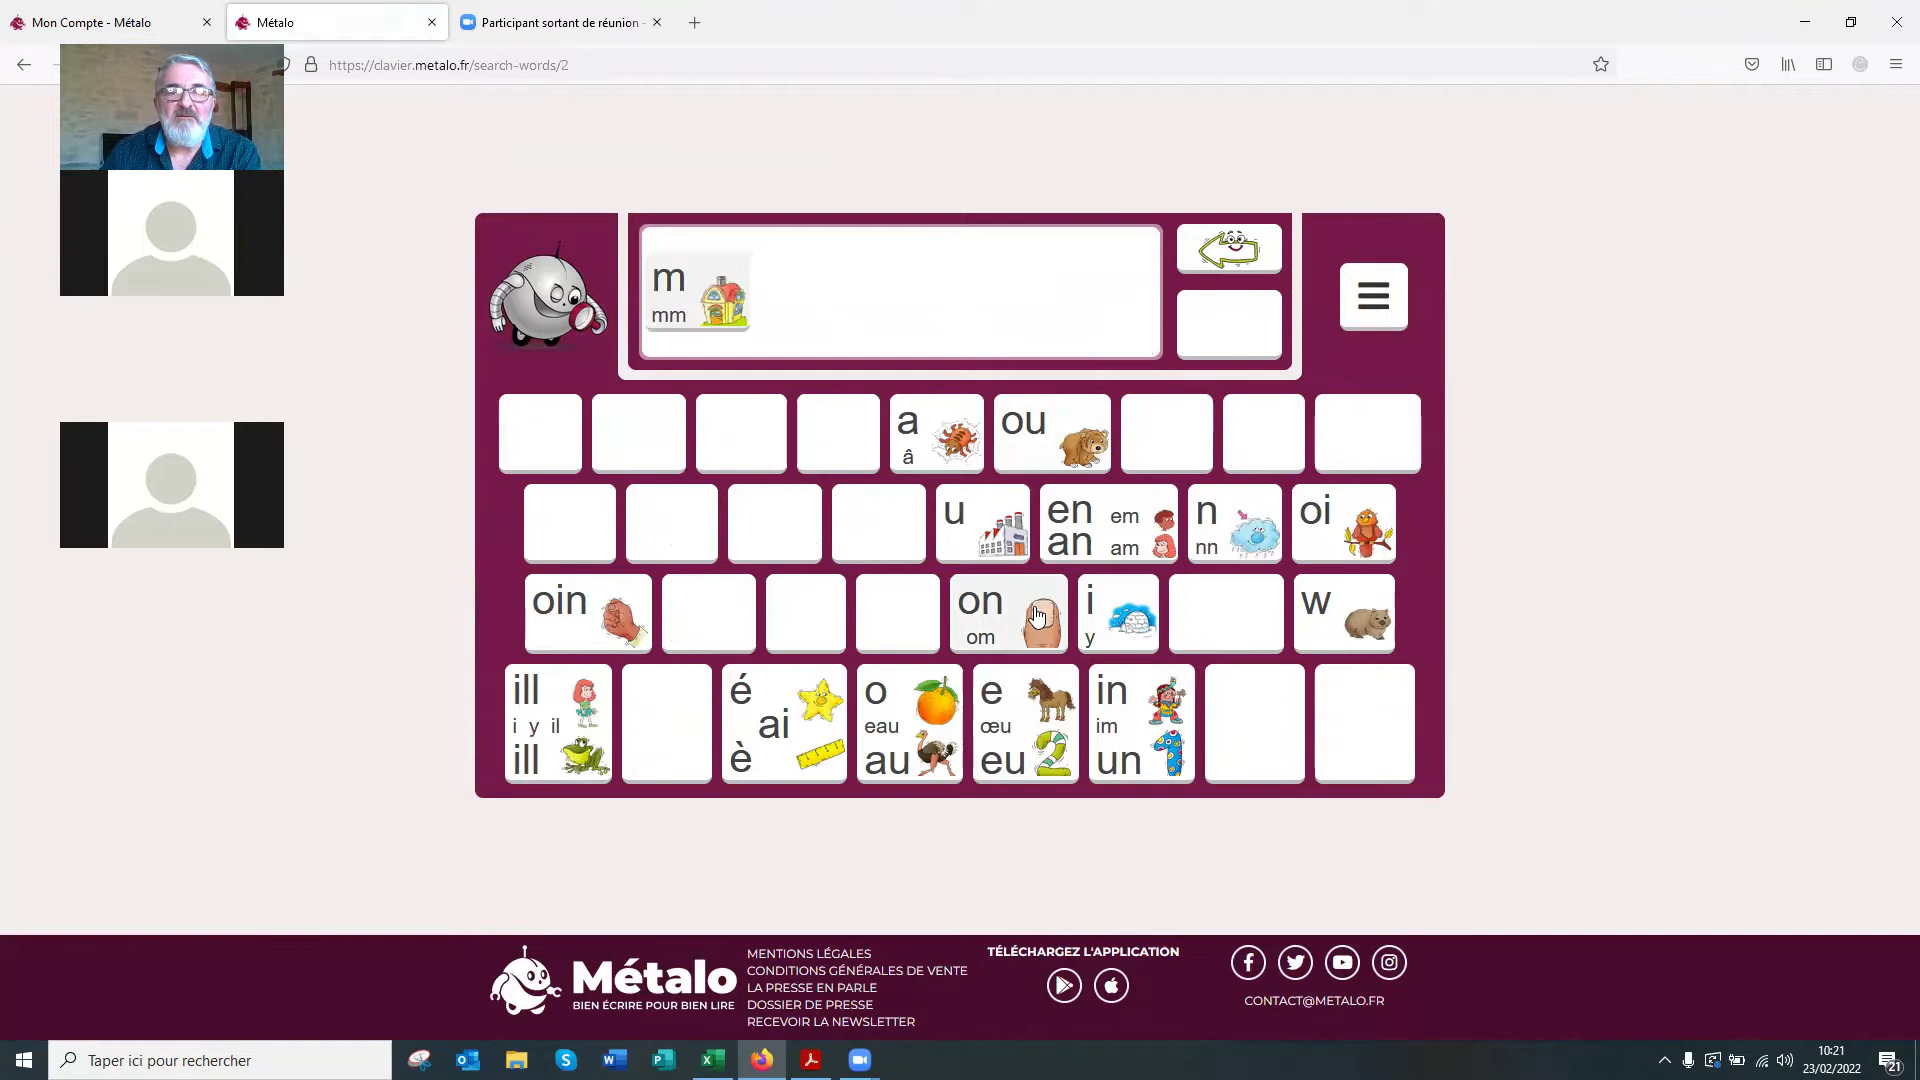 Mon Compte - Métalo
Métalo
Participant sortant de réunion -
https://clavier.metalo.fr/search-words/2
m
mm
a
â
ou
u
en em
an am
n
nn
oi
oin
on
om
i
y
w
ill
i y il
ill
é
ai
è
o
eau
au
e
œu
eu
in
im
un
Métalo
BIEN ÉCRIRE POUR BIEN LIRE
MENTIONS LÉGALES
CONDITIONS GÉNÉRALES DE VENTE
LA PRESSE EN PARLE
DOSSIER DE PRESSE
RECEVOIR LA NEWSLETTER
TÉLÉCHARGEZ L'APPLICATION
CONTACT@METALO.FR
Taper ici pour rechercher
10:21
23/02/2022
21